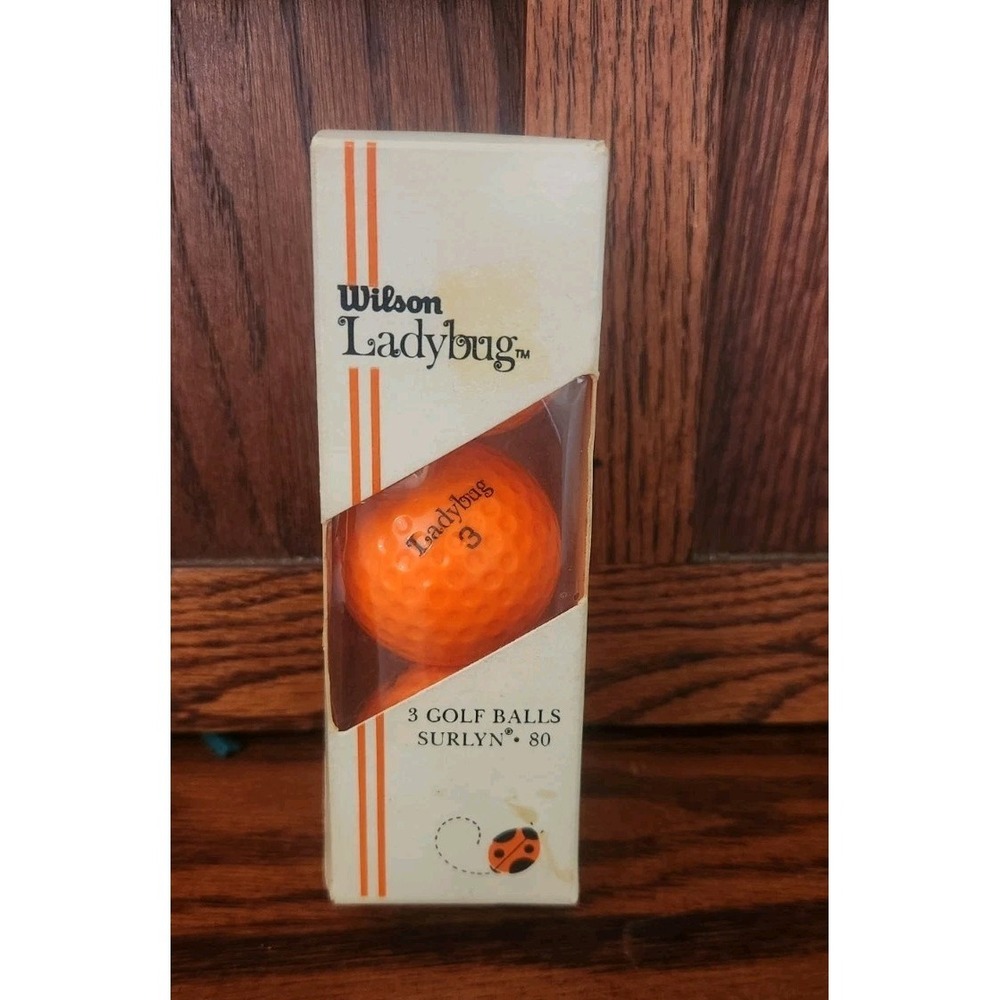 Wilson
Ladybug™
Ladybug
3
3 GOLF BALLS
SURLYN®• 80